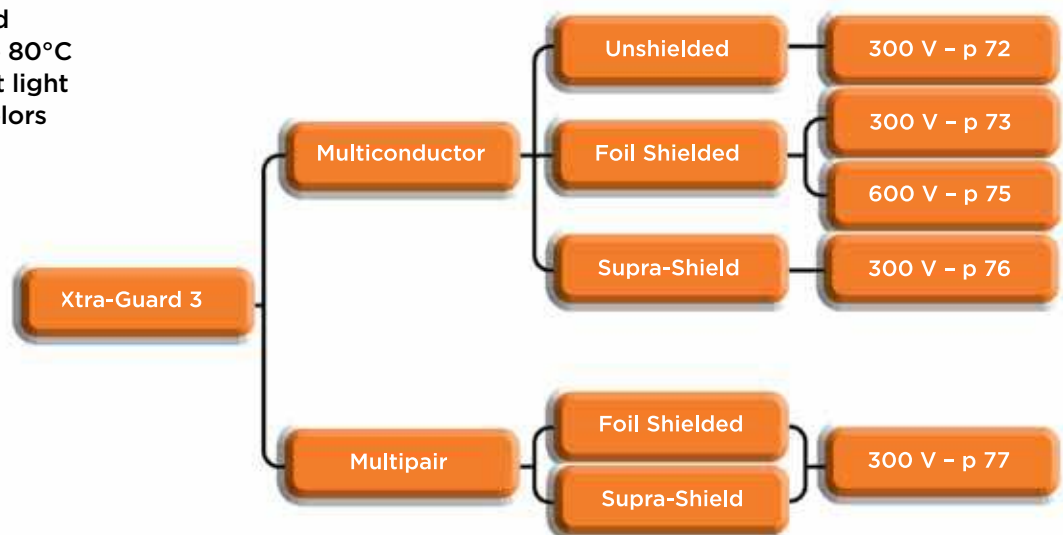 80°C
t light
lors
Unshielded
300 V – p 72
Multiconductor
Foil Shielded
300 V – p 73
600 V – p 75
Supra-Shield
300 V – p 76
Xtra-Guard 3
Multipair
Foil Shielded
Supra-Shield
300 V – p 77